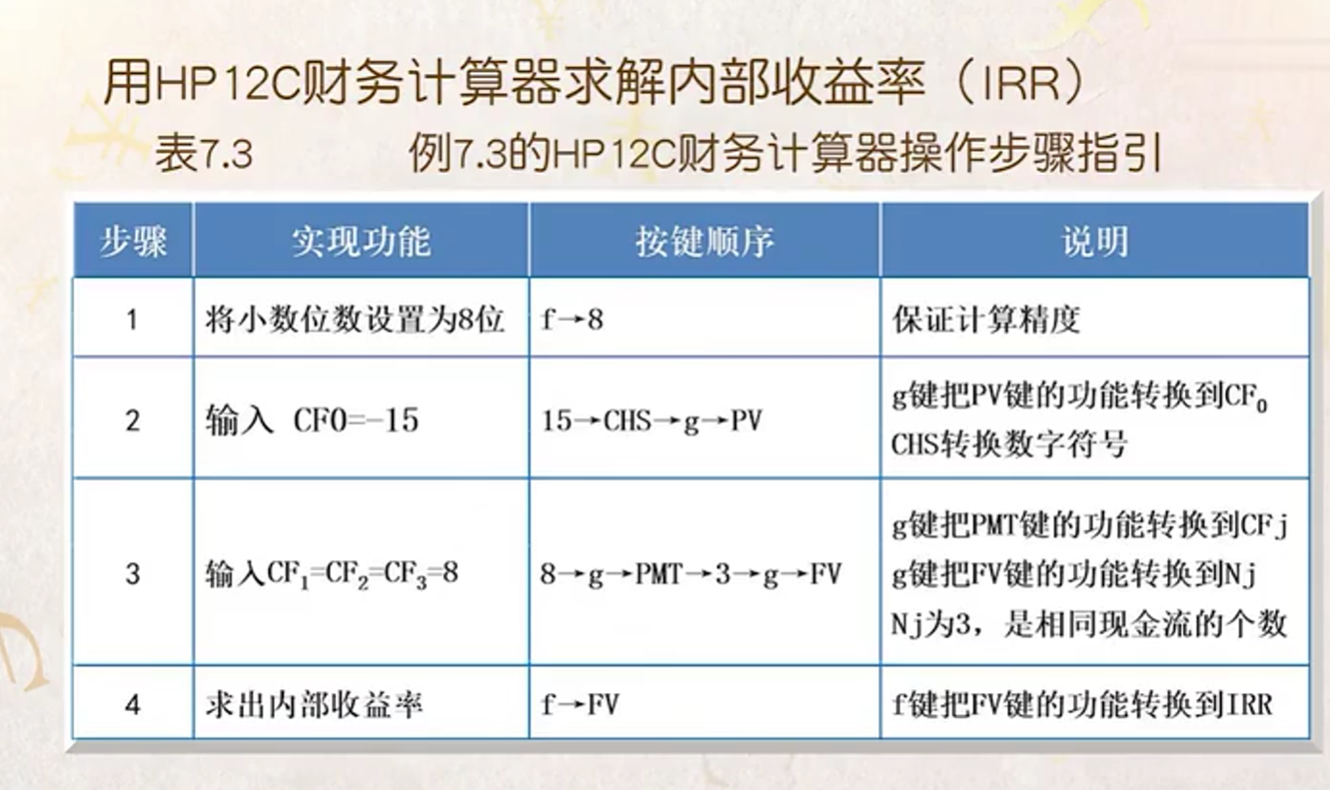 用HP12C财务计算器求解内部收益率（IRR）
表7.3 例7.3的HP12C财务计算器操作步骤指引
步骤 实现功能 按键顺序 说明
1 将小数位数设置为8位 f→8 保证计算精度
2 输入 CF0=-15 15→CHS→g→PV g键把PV键的功能转换到CF₀
CHS转换数字符号
3 输入CF₁=CF₂=CF₃=8 8→g→PMT→3→g→FV g键把PMT键的功能转换到CFj
g键把FV键的功能转换到Nj
Nj为3，是相同现金流的个数
4 求出内部收益率 f→FV f键把FV键的功能转换到IRR